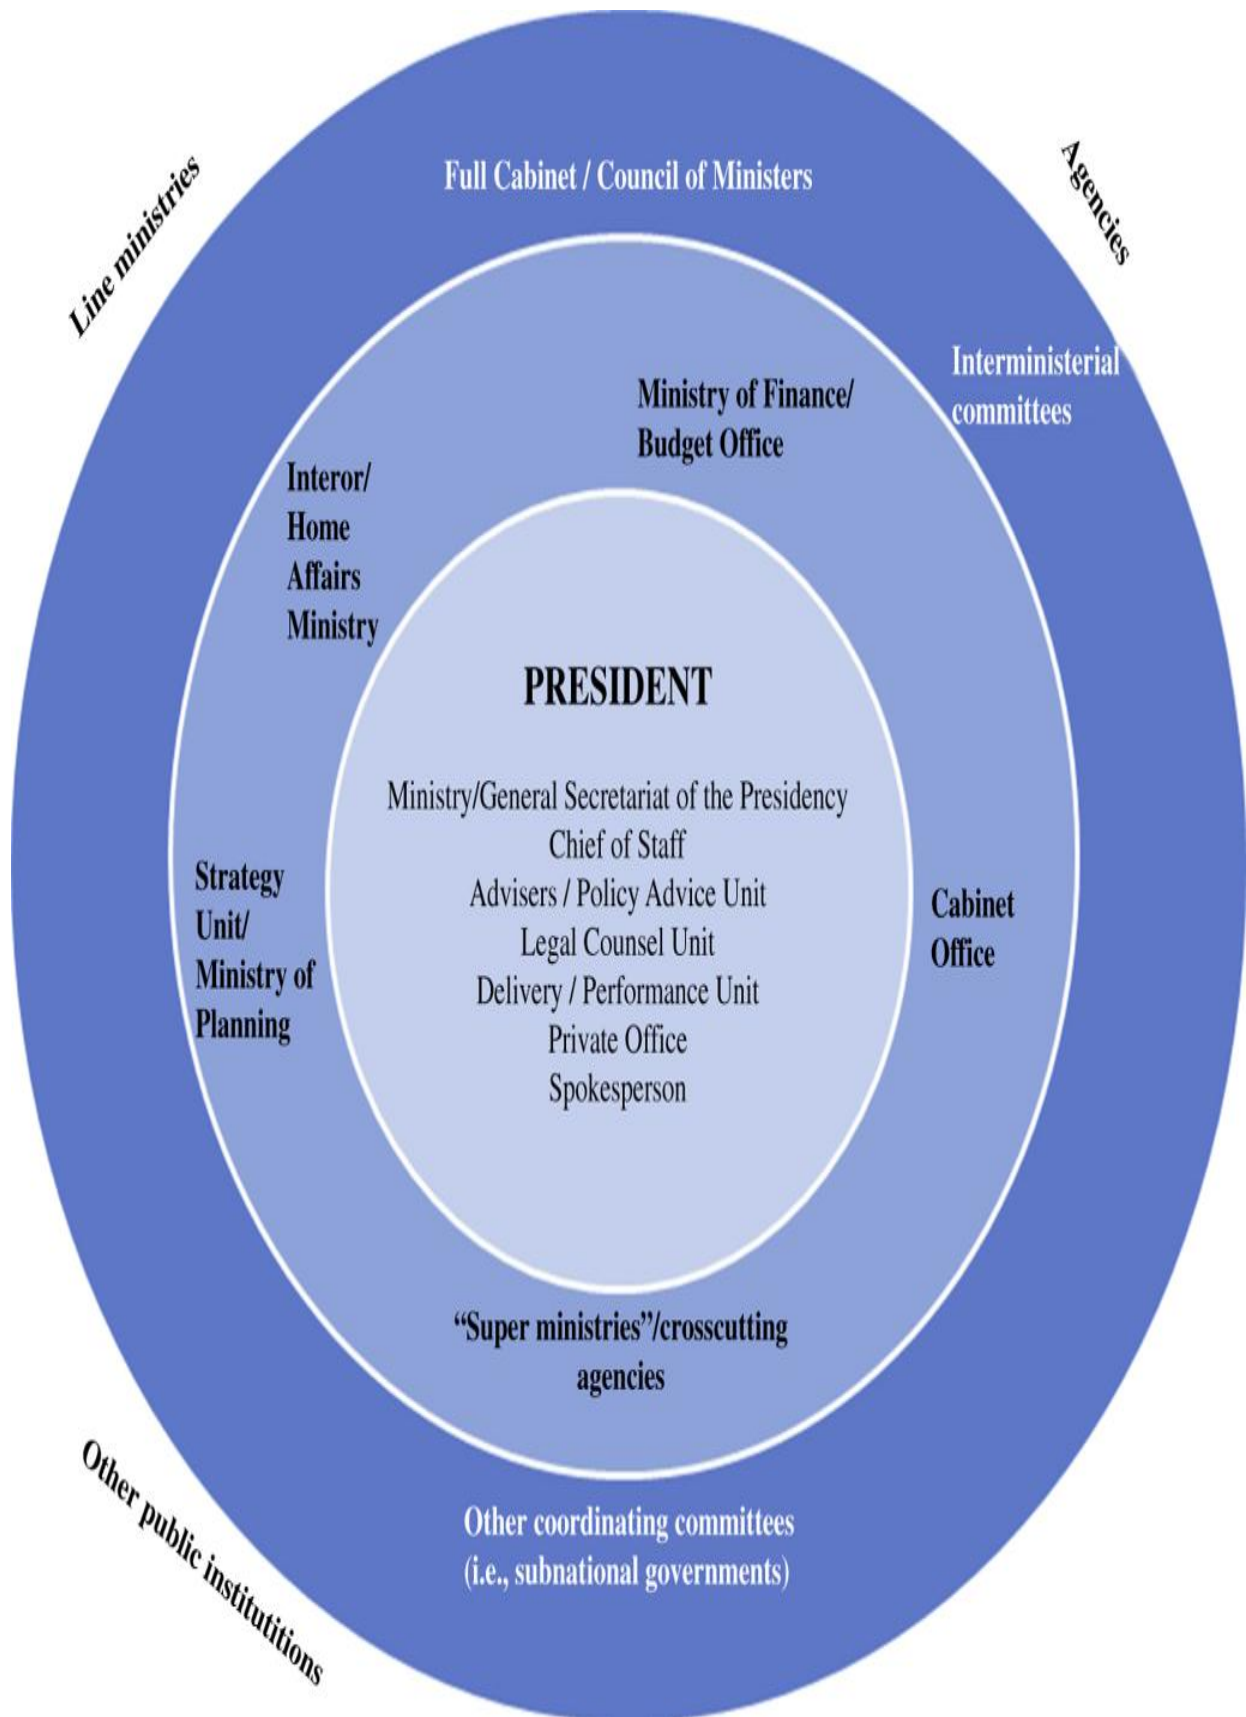 Line ministries
Agencies
Full Cabinet / Council of Ministers
Interministerial
committees
Ministry of Finance/
Budget Office
Interor/
Home
Affairs
Ministry
PRESIDENT
Ministry/General Secretariat of the Presidency
Chief of Staff
Advisers / Policy Advice Unit
Legal Counsel Unit
Delivery / Performance Unit
Private Office
Spokesperson
Strategy
Unit/
Ministry of
Planning
Cabinet
Office
“Super ministries”/crosscutting
agencies
Other coordinating committees
(i.e., subnational governments)
Other public institutitions